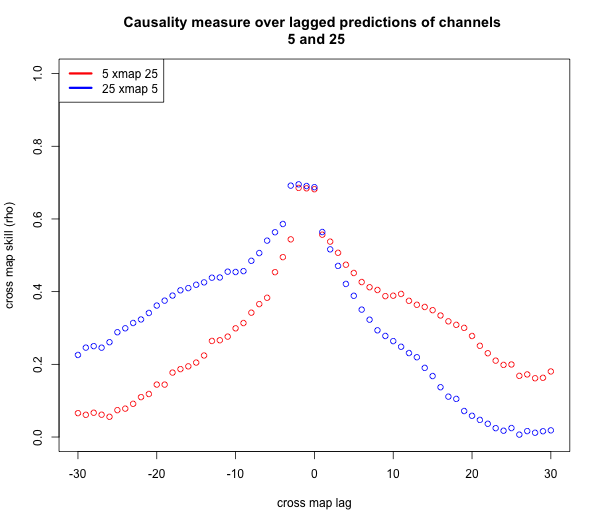 Causality measure over lagged predictions of channels
5 and 25
5 xmap 25
25 xmap 5
cross map skill (rho)
1.0
0.8
0.6
0.4
0.2
0.0
-30 -20 -10 0 10 20 30
cross map lag